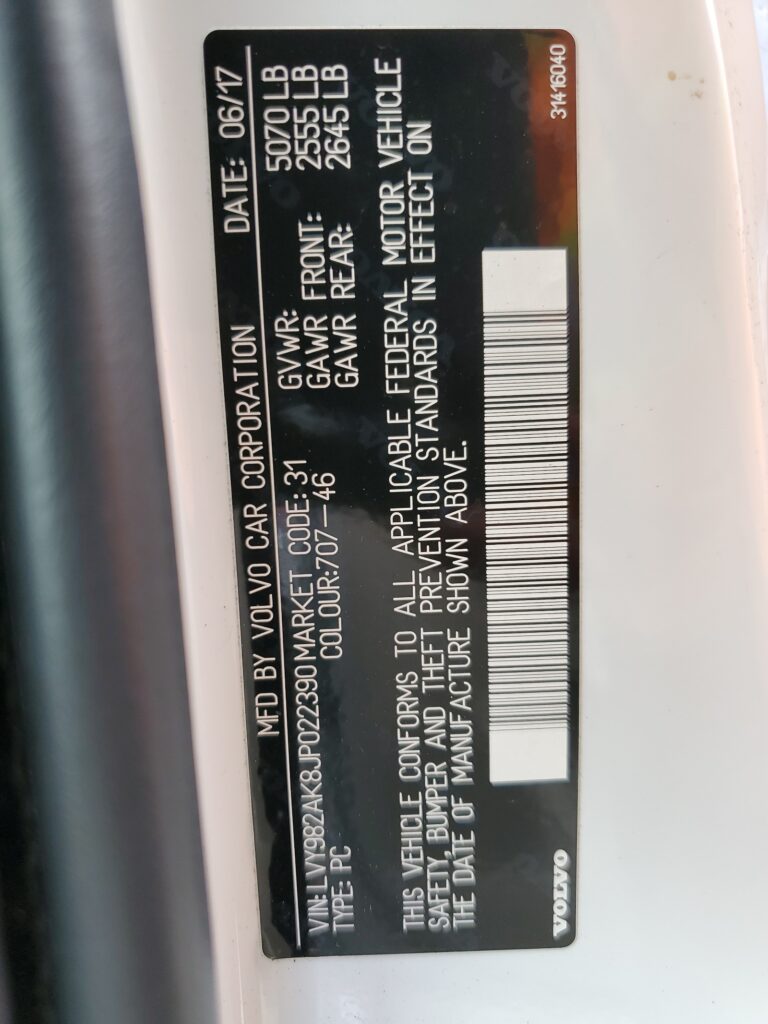 MFD BY VOLVO CAR CORPORATION DATE: 06/17
VIN: LVY982AK8JP022390 MARKET CODE: 31 GVWR: 5070 LB
TYPE: PC COLOUR: 707-46 GAWR FRONT: 2555 LB
GAWR REAR: 2645 LB
THIS VEHICLE CONFORMS TO ALL APPLICABLE FEDERAL MOTOR VEHICLE
SAFETY, BUMPER AND THEFT PREVENTION STANDARDS IN EFFECT ON
THE DATE OF MANUFACTURE SHOWN ABOVE.
VOLVO 31416040